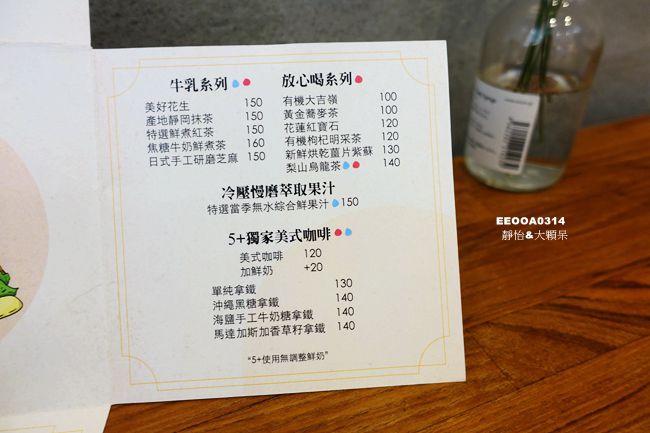 牛乳系列
美好花生 150
產地靜岡抹茶 150
特選鮮煮紅茶 150
焦糖牛奶鮮煮茶 160
日式手工研磨芝麻 150
放心喝系列
有機大吉嶺 100
黃金蕎麥茶 100
花蓮紅寶石 120
有機枸杞明采茶 120
新鮮烘乾薑片紫蘇 130
梨山烏龍茶 140
冷壓慢磨萃取果汁
特選當季無水綜合鮮果汁 150
5+獨家美式咖啡
美式咖啡 120
加鮮奶 +20
單純拿鐵 130
沖繩黑糖拿鐵 140
海鹽手工牛奶糖拿鐵 140
馬達加斯加香草籽拿鐵 140
"5+使用無調整鮮奶"
EEOOA0314
靜怡&大顆呆